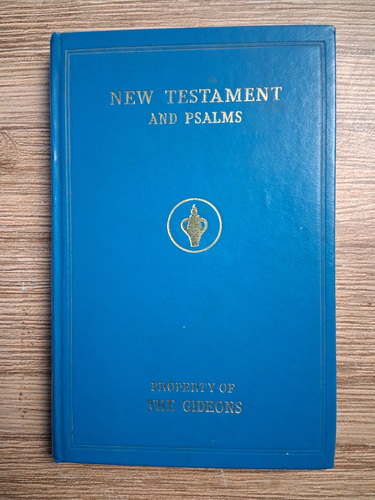 NEW TESTAMENT
AND PSALMS
PROPERTY OF
THE GIDEONS